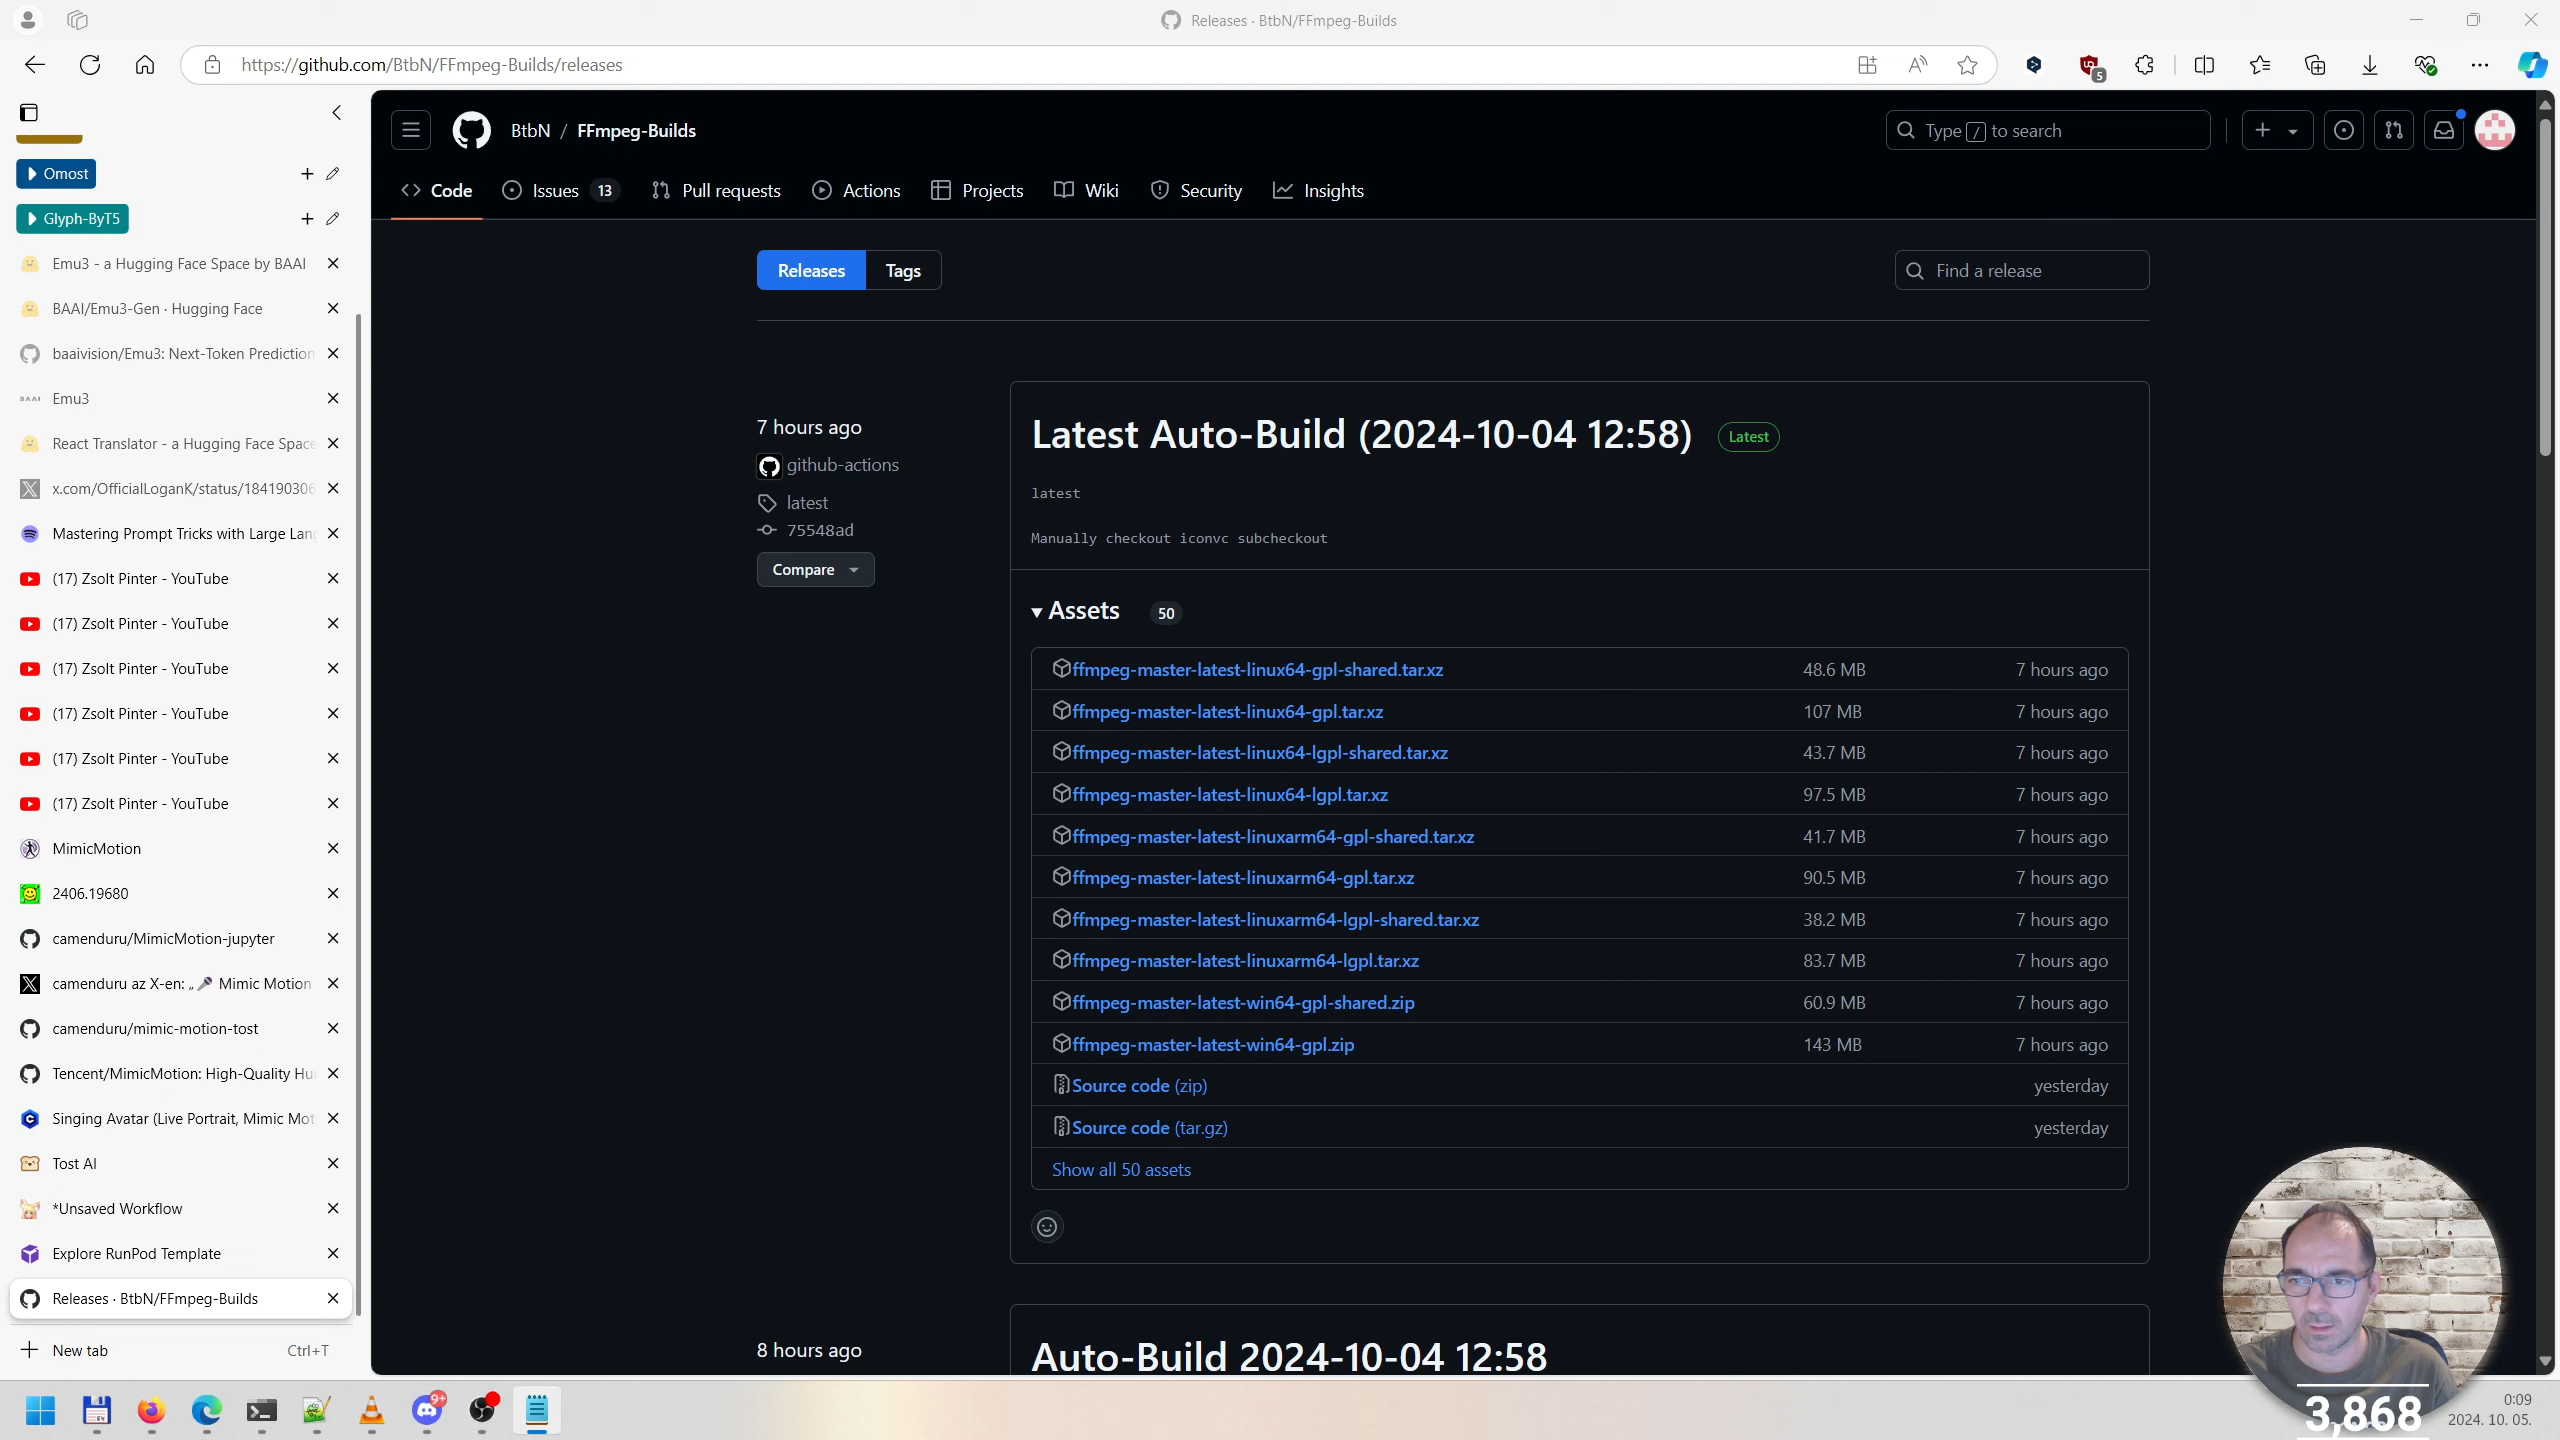 Releases · BtbN/FFmpeg-Builds
https://github.com/BtbN/FFmpeg-Builds/releases
5
Omost
Glyph-ByT5
Emu3 - a Hugging Face Space by BAAI
BAAI/Emu3-Gen · Hugging Face
baaivision/Emu3: Next-Token Prediction
Emu3
React Translator - a Hugging Face Space
x.com/OfficialLoganK/status/184190306
Mastering Prompt Tricks with Large Lang
(17) Zsolt Pinter - YouTube
(17) Zsolt Pinter - YouTube
(17) Zsolt Pinter - YouTube
(17) Zsolt Pinter - YouTube
(17) Zsolt Pinter - YouTube
(17) Zsolt Pinter - YouTube
MimicMotion
2406.19680
camenduru/MimicMotion-jupyter
camenduru az X-en: „🎤 Mimic Motion
camenduru/mimic-motion-tost
Tencent/MimicMotion: High-Quality Hu
Singing Avatar (Live Portrait, Mimic Mot
Tost AI
*Unsaved Workflow
Explore RunPod Template
Releases · BtbN/FFmpeg-Builds
New tab Ctrl+T
BtbN / FFmpeg-Builds
Type / to search
Code
Issues 13
Pull requests
Actions
Projects
Wiki
Security
Insights
Releases
Tags
Find a release
7 hours ago
github-actions
latest
75548ad
Compare
Latest Auto-Build (2024-10-04 12:58) Latest
latest
Manually checkout iconvc subcheckout
Assets 50
ffmpeg-master-latest-linux64-gpl-shared.tar.xz 48.6 MB 7 hours ago
ffmpeg-master-latest-linux64-gpl.tar.xz 107 MB 7 hours ago
ffmpeg-master-latest-linux64-lgpl-shared.tar.xz 43.7 MB 7 hours ago
ffmpeg-master-latest-linux64-lgpl.tar.xz 97.5 MB 7 hours ago
ffmpeg-master-latest-linuxarm64-gpl-shared.tar.xz 41.7 MB 7 hours ago
ffmpeg-master-latest-linuxarm64-gpl.tar.xz 90.5 MB 7 hours ago
ffmpeg-master-latest-linuxarm64-lgpl-shared.tar.xz 38.2 MB 7 hours ago
ffmpeg-master-latest-linuxarm64-lgpl.tar.xz 83.7 MB 7 hours ago
ffmpeg-master-latest-win64-gpl-shared.zip 60.9 MB 7 hours ago
ffmpeg-master-latest-win64-gpl.zip 143 MB 7 hours ago
Source code (zip) yesterday
Source code (tar.gz) yesterday
Show all 50 assets
8 hours ago
Auto-Build 2024-10-04 12:58
9+
3,868
0:09
2024. 10. 05.